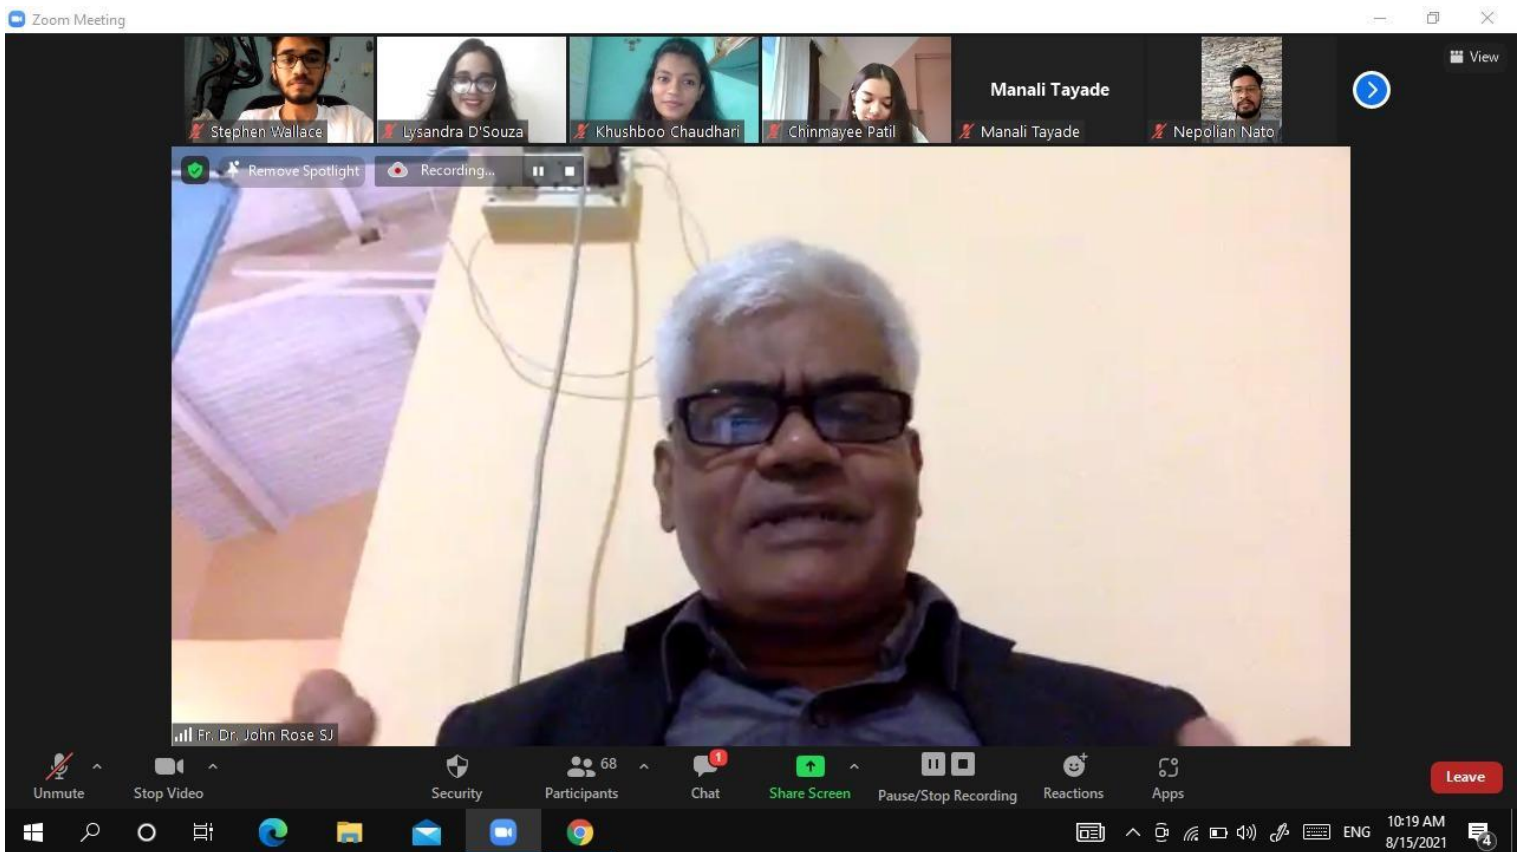 Zoom Meeting
View
Manali Tayade
Stephen Wallace
Lysandra D'Souza
Khushboo Chaudhari
Chinmayee Patil
Manali Tayade
Nepolian Nato
Remove Spotlight
Recording...
Fr. Dr. John Rose SJ
68
1
Unmute
Stop Video
Security
Participants
Chat
Share Screen
Pause/Stop Recording
Reactions
Apps
Leave
ENG
10:19 AM
8/15/2021
4